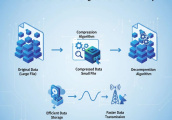 Compression
Algorithm
Original Data
(Large File)
Compressed Data
Small File
Decompression
Algorithm
Efficient Data
Storage
Faster Data
Transmission